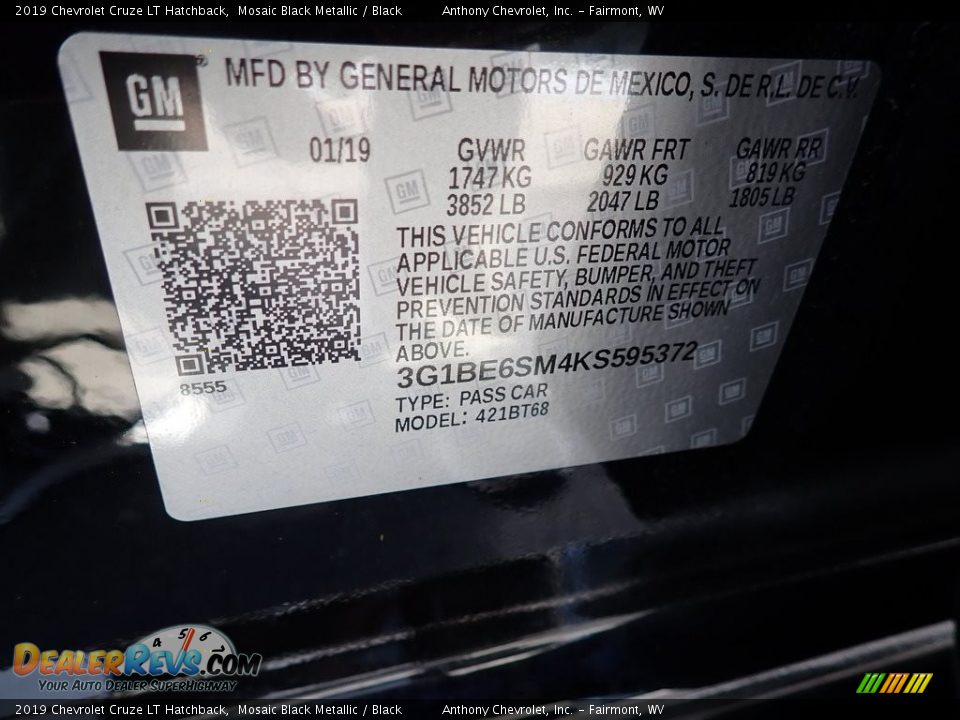 2019 Chevrolet Cruze LT Hatchback, Mosaic Black Metallic / Black Anthony Chevrolet, Inc. - Fairmont, WV
GM® MFD BY GENERAL MOTORS DE MEXICO, S. DE R.L. DE C.V.
01/19 GVWR GAWR FRT GAWR RR
1747 KG 929 KG 819 KG
3852 LB 2047 LB 1805 LB
THIS VEHICLE CONFORMS TO ALL
APPLICABLE U.S. FEDERAL MOTOR
VEHICLE SAFETY, BUMPER, AND THEFT
PREVENTION STANDARDS IN EFFECT ON
THE DATE OF MANUFACTURE SHOWN
ABOVE.
8555
3G1BE6SM4KS595372
TYPE: PASS CAR
MODEL: 421BT68
4 5 6
DEALERREVS.COM
YOUR AUTO DEALER SUPERHIGHWAY
2019 Chevrolet Cruze LT Hatchback, Mosaic Black Metallic / Black Anthony Chevrolet, Inc. - Fairmont, WV